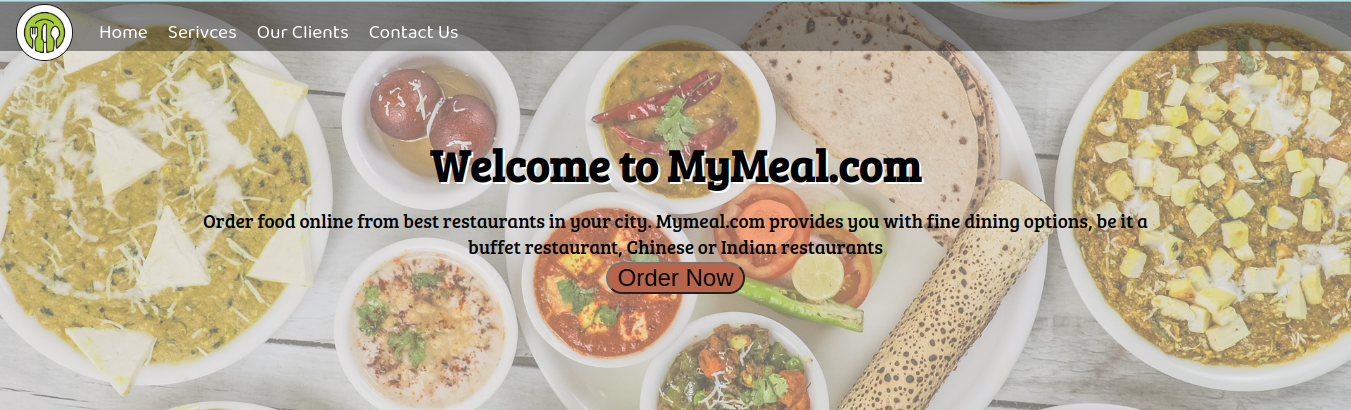 Home Serivces Our Clients Contact Us
Welcome to MyMeal.com
Order food online from best restaurants in your city. Mymeal.com provides you with fine dining options, be it a
buffet restaurant, Chinese or Indian restaurants
Order Now